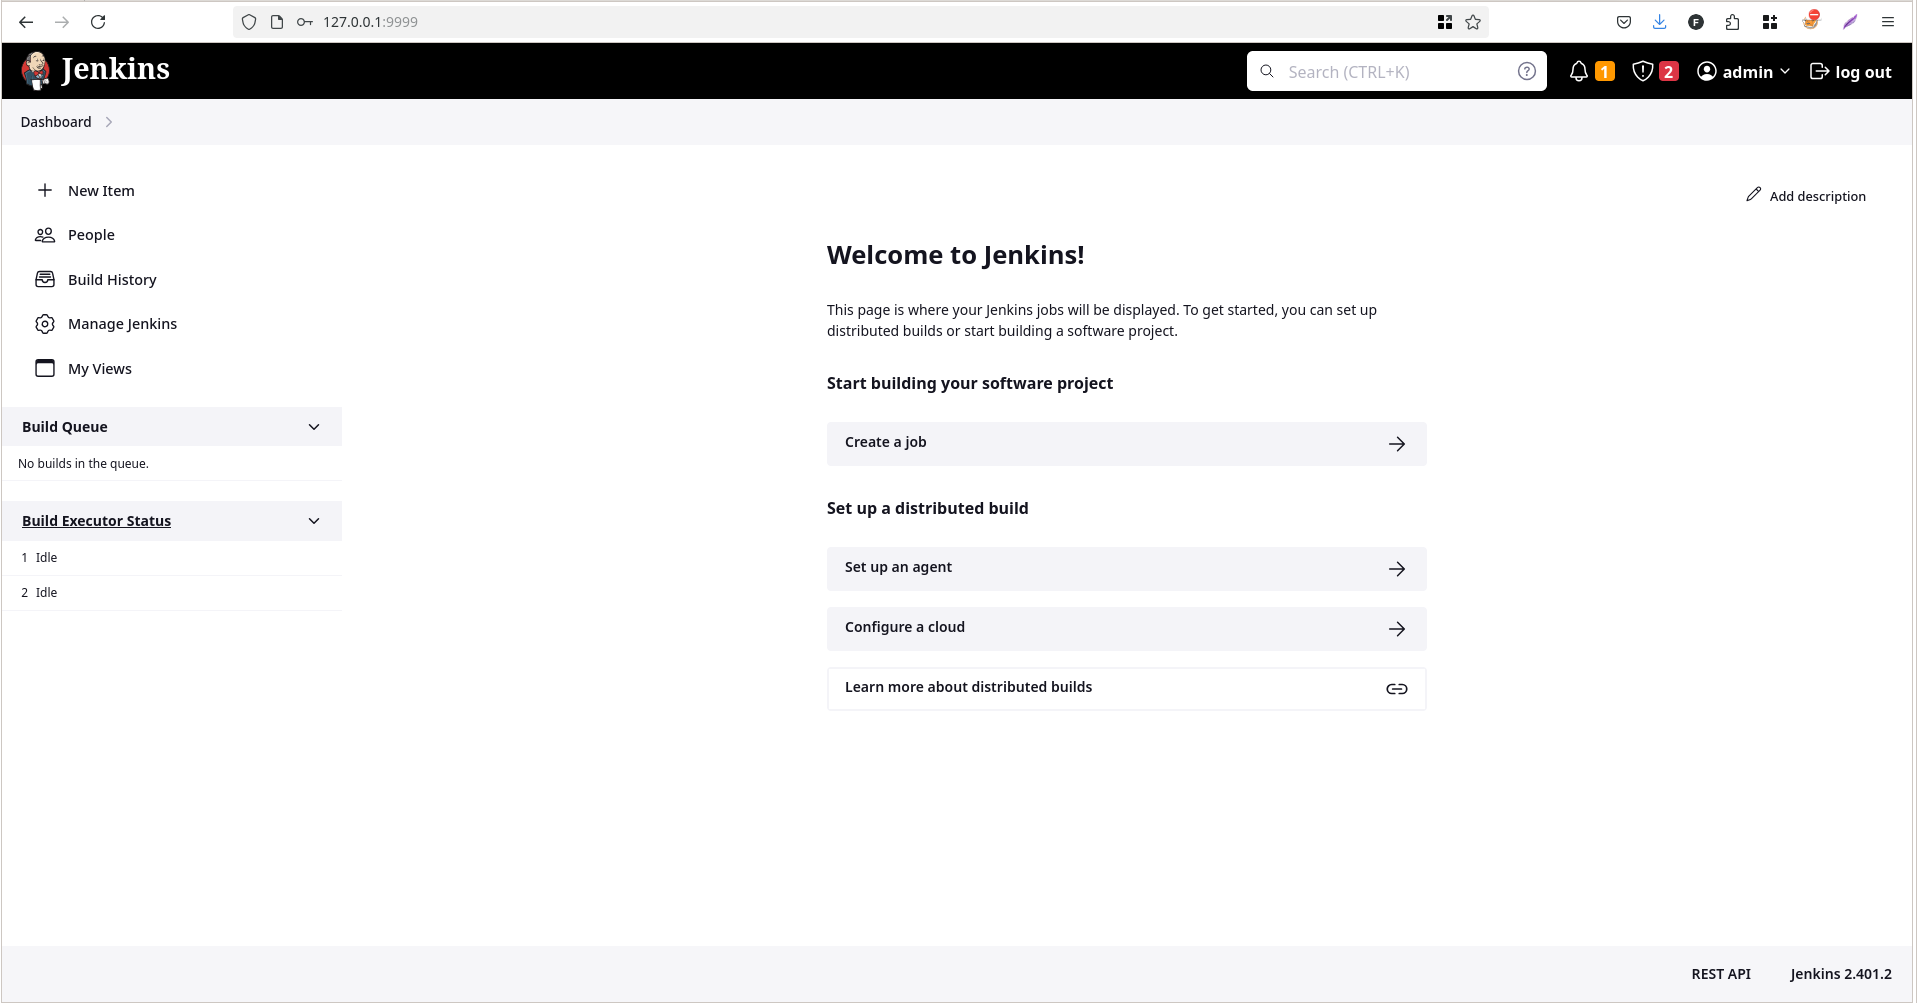 127.0.0.1:9999
Jenkins
Search (CTRL+K)
1
2
admin
log out
Dashboard
New Item
People
Build History
Manage Jenkins
My Views
Build Queue
No builds in the queue.
Build Executor Status
1 Idle
2 Idle
Add description
Welcome to Jenkins!
This page is where your Jenkins jobs will be displayed. To get started, you can set up
distributed builds or start building a software project.
Start building your software project
Create a job
Set up a distributed build
Set up an agent
Configure a cloud
Learn more about distributed builds
REST API
Jenkins 2.401.2